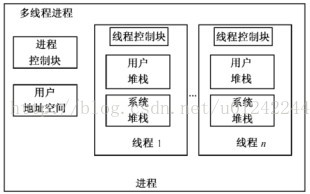 多线程进程
进程
控制块
用户
地址空间
线程控制块
用户
堆栈
系统
堆栈
线程 1
...
线程控制块
用户
堆栈
系统
堆栈
线程 n
进程